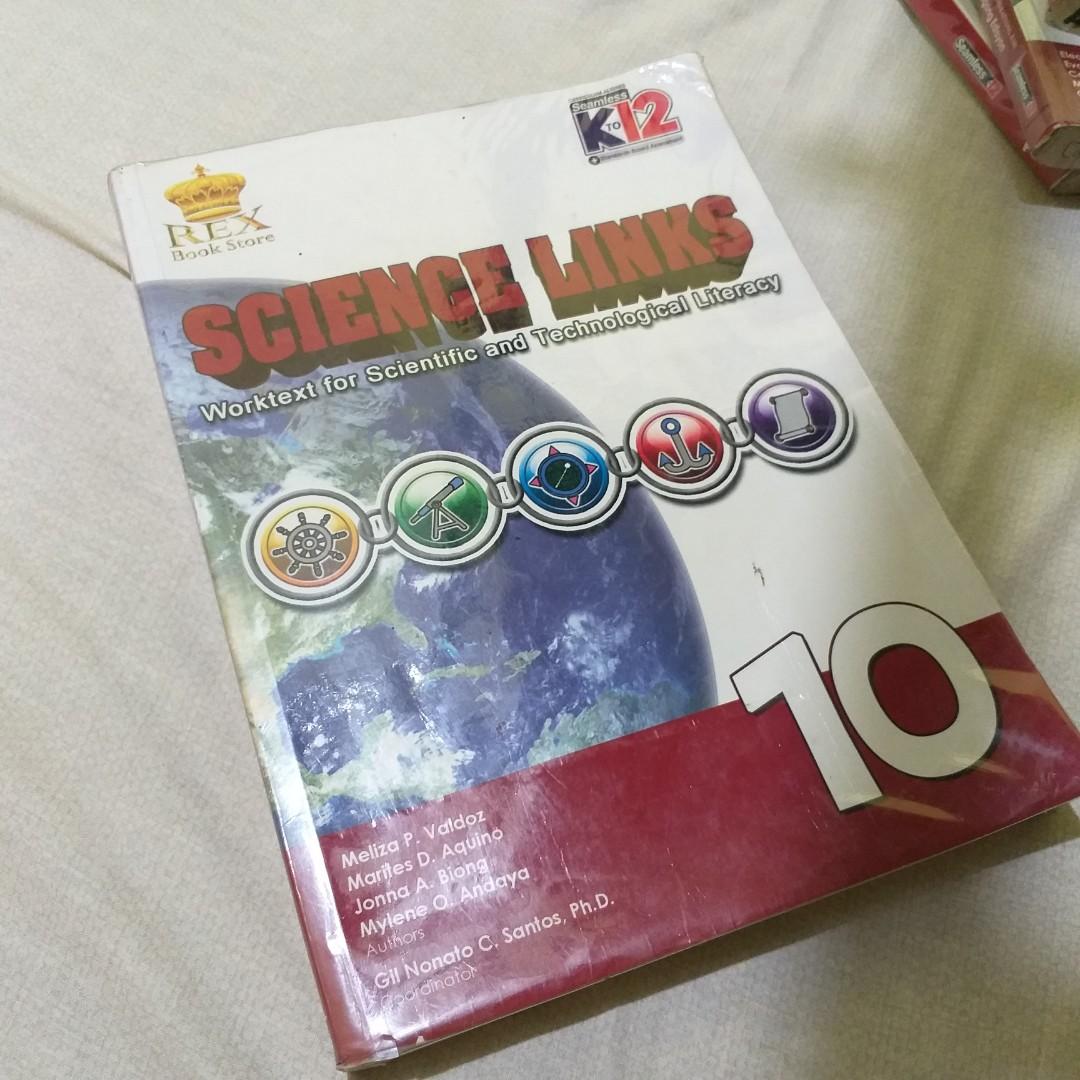 Seamless
K TO 12
REX
Book Store
SCIENCE LINKS
Worktext for Scientific and Technological Literacy
10
Meliza P. Valdoz
Marites D. Aquino
Jonna A. Biong
Mylene O. Andaya
Authors
Gil Nonato C. Santos, Ph.D.
Coordinator
Seamless